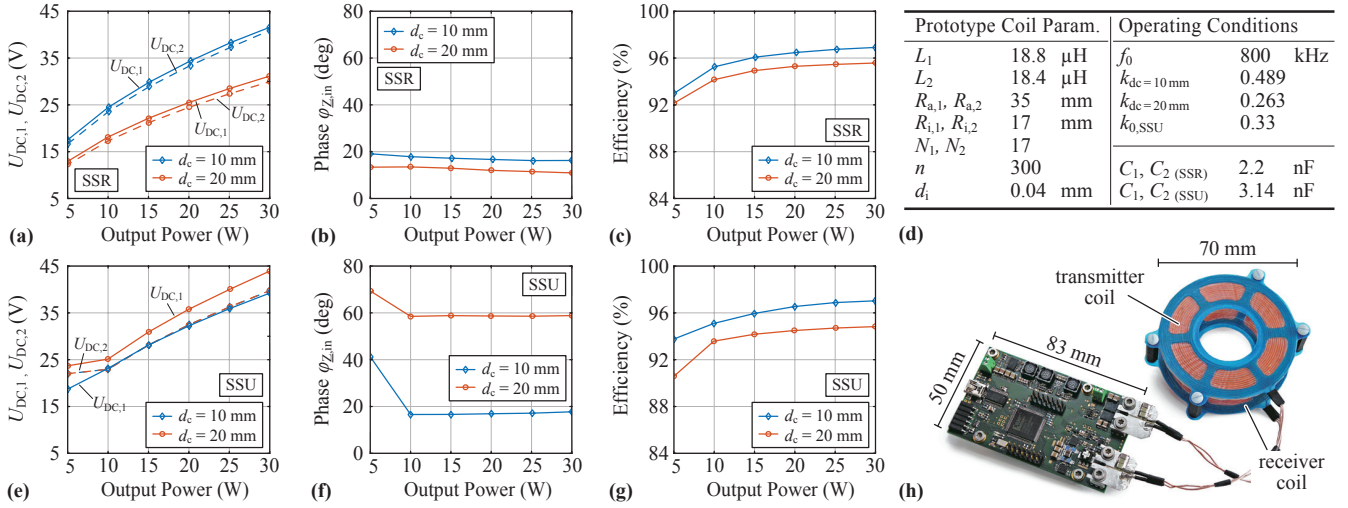 U_DC,1, U_DC,2 (V)
45
35
25
15
5
U_DC,2
U_DC,1
U_DC,2
U_DC,1
SSR
d_c = 10 mm
d_c = 20 mm
5 10 15 20 25 30
(a) Output Power (W)
Phase φ_Z,in (deg)
80
60
40
20
0
d_c = 10 mm
d_c = 20 mm
SSR
5 10 15 20 25 30
(b) Output Power (W)
Efficiency (%)
100
96
92
88
84
SSR
d_c = 10 mm
d_c = 20 mm
5 10 15 20 25 30
(c) Output Power (W)
Prototype Coil Param. Operating Conditions
L_1 18.8 µH f_0 800 kHz
L_2 18.4 µH k_dc=10mm 0.489
R_a,1, R_a,2 35 mm k_dc=20mm 0.263
R_i,1, R_i,2 17 mm k_0,SSU 0.33
N_1, N_2 17
n 300 C_1, C_2 (SSR) 2.2 nF
d_i 0.04 mm C_1, C_2 (SSU) 3.14 nF
(d)
U_DC,1, U_DC,2 (V)
45
35
25
15
5
U_DC,1
U_DC,2
U_DC,1
SSU
d_c = 10 mm
d_c = 20 mm
5 10 15 20 25 30
(e) Output Power (W)
Phase φ_Z,in (deg)
80
60
40
20
0
SSU
d_c = 10 mm
d_c = 20 mm
5 10 15 20 25 30
(f) Output Power (W)
Efficiency (%)
100
96
92
88
84
SSU
d_c = 10 mm
d_c = 20 mm
5 10 15 20 25 30
(g) Output Power (W)
70 mm
transmitter
coil
83 mm
50 mm
receiver
coil
(h)